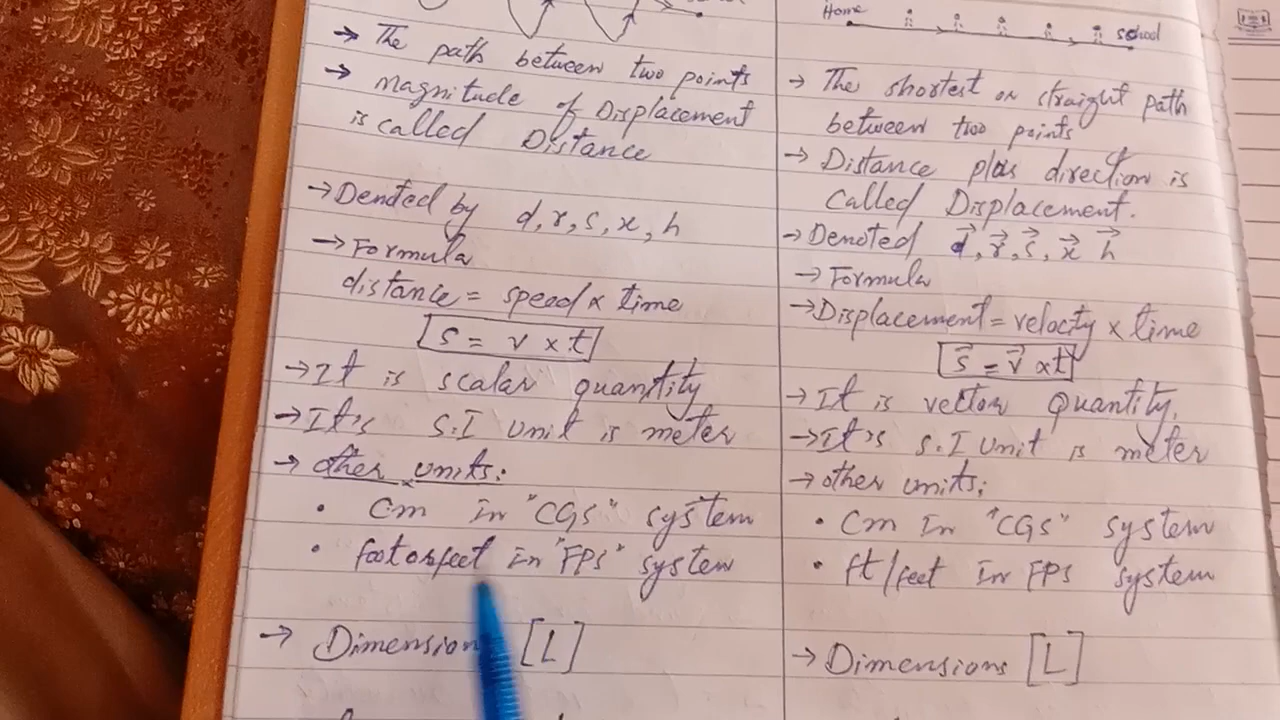 → The path between two points
→ magnitude of Displacement
is called Distance
→ Denoted by d, r, s, x, h
→ Formula
distance = speed × time
s = v × t
→ It is scalar quantity
→ It's S.I unit is meter
→ other units:
• Cm in "CGS" system
• foot or feet in "FPS" system
→ Dimensions [L]
Home
school
→ The shortest or straight path
between two points
→ Distance plus direction is
called Displacement.
→ Denoted d⃗, r⃗, s⃗, x⃗ h⃗
→ Formula
→ Displacement = velocity × time
s⃗ = v⃗ × t
→ It is vector Quantity.
→ It's S.I unit is meter
→ other units;
• Cm In "CGS" system
• ft/feet In FPS system
→ Dimensions [L]